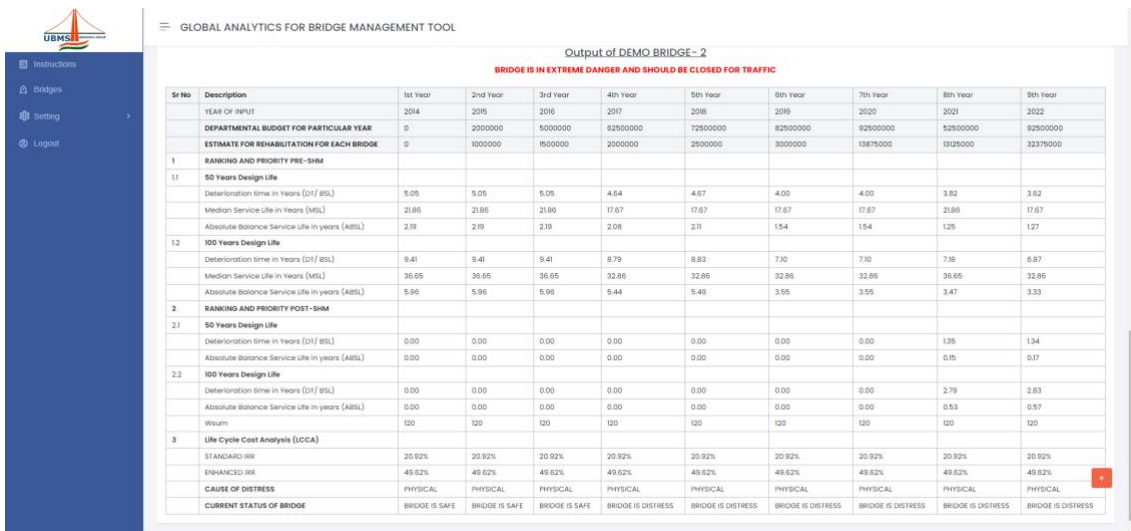 UBMS
GLOBAL ANALYTICS FOR BRIDGE MANAGEMENT TOOL
Instructions
Bridges
Setting
Logout
Output of DEMO BRIDGE- 2
BRIDGE IS IN EXTREME DANGER AND SHOULD BE CLOSED FOR TRAFFIC
Sr No Description 1st Year 2nd Year 3rd Year 4th Year 5th Year 6th Year 7th Year 8th Year 9th Year
YEAR OF INPUT 2014 2015 2016 2017 2018 2019 2020 2021 2022
DEPARTMENTAL BUDGET FOR PARTICULAR YEAR 0 2000000 5000000 62500000 72500000 82500000 92500000 52500000 92500000
ESTIMATE FOR REHABILITATION FOR EACH BRIDGE 0 1000000 1500000 2000000 2500000 3000000 13875000 13125000 32375000
1 RANKING AND PRIORITY PRE-SHM
1.1 50 Years Design Life
Deterioration time in Years (DT/ BSL) 5.05 5.05 5.05 4.64 4.67 4.00 4.00 3.82 3.62
Median Service Life in Years (MSL) 21.86 21.86 21.86 17.67 17.67 17.67 17.67 21.86 17.67
Absolute Balance Service Life in years (ABSL) 2.19 2.19 2.19 2.08 2.11 1.54 1.54 1.25 1.27
1.2 100 Years Design Life
Deterioration time in Years (DT/ BSL) 9.41 9.41 9.41 8.79 8.83 7.10 7.10 7.18 6.87
Median Service Life in Years (MSL) 36.65 36.65 36.65 32.86 32.86 32.86 32.86 36.65 32.86
Absolute Balance Service Life in years (ABSL) 5.96 5.96 5.96 5.44 5.49 3.55 3.55 3.47 3.33
2 RANKING AND PRIORITY POST-SHM
2.1 50 Years Design Life
Deterioration time in Years (DT/ BSL) 0.00 0.00 0.00 0.00 0.00 0.00 0.00 1.35 1.34
Absolute Balance Service Life in years (ABSL) 0.00 0.00 0.00 0.00 0.00 0.00 0.00 0.15 0.17
2.2 100 Years Design Life
Deterioration time in Years (DT/ BSL) 0.00 0.00 0.00 0.00 0.00 0.00 0.00 2.79 2.83
Absolute Balance Service Life in years (ABSL) 0.00 0.00 0.00 0.00 0.00 0.00 0.00 0.53 0.57
Wsum 120 120 120 120 120 120 120 120 120
3 Life Cycle Cost Analysis (LCCA)
STANDARD IRR 20.92% 20.92% 20.92% 20.92% 20.92% 20.92% 20.92% 20.92% 20.92%
ENHANCED IRR 49.62% 49.62% 49.62% 49.62% 49.62% 49.62% 49.62% 49.62% 49.62%
CAUSE OF DISTRESS PHYSICAL PHYSICAL PHYSICAL PHYSICAL PHYSICAL PHYSICAL PHYSICAL PHYSICAL PHYSICAL
CURRENT STATUS OF BRIDGE BRIDGE IS SAFE BRIDGE IS SAFE BRIDGE IS SAFE BRIDGE IS DISTRESS BRIDGE IS DISTRESS BRIDGE IS DISTRESS BRIDGE IS DISTRESS BRIDGE IS DISTRESS BRIDGE IS DISTRESS